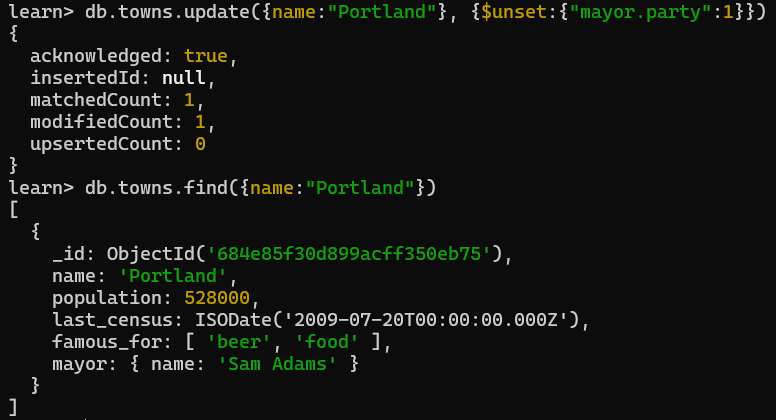 learn> db.towns.update({name:"Portland"}, {$unset:{"mayor.party":1}})
{
  acknowledged: true,
  insertedId: null,
  matchedCount: 1,
  modifiedCount: 1,
  upsertedCount: 0
}
learn> db.towns.find({name:"Portland"})
[
  {
    _id: ObjectId('684e85f30d899acff350eb75'),
    name: 'Portland',
    population: 528000,
    last_census: ISODate('2009-07-20T00:00:00.000Z'),
    famous_for: [ 'beer', 'food' ],
    mayor: { name: 'Sam Adams' }
  }
]